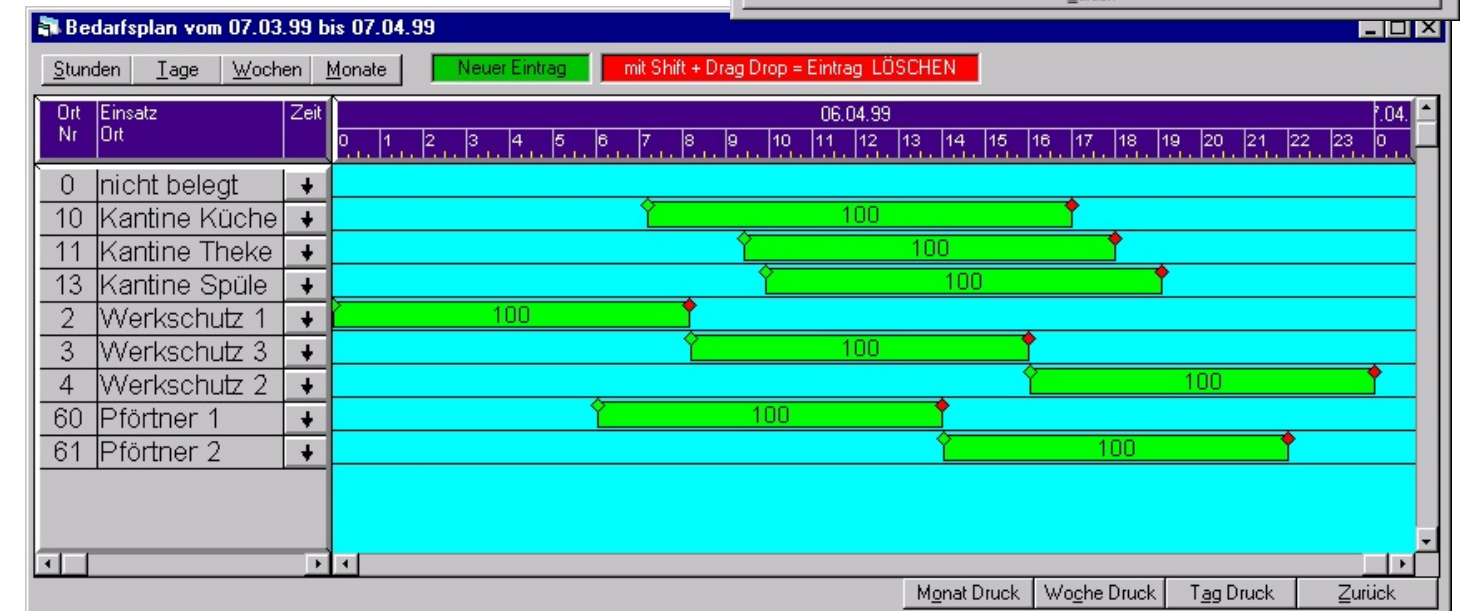 Bedarfsplan vom 07.03.99 bis 07.04.99
Stunden Tage Wochen Monate Neuer Eintrag mit Shift + Drag Drop = Eintrag LÖSCHEN
Ort Einsatz Zeit 06.04.99 7.04.
Nr Ort 0 1 2 3 4 5 6 7 8 9 10 11 12 13 14 15 16 17 18 19 20 21 22 23 0
0 nicht belegt
10 Kantine Küche 100
11 Kantine Theke 100
13 Kantine Spüle 100
2 Werkschutz 1 100
3 Werkschutz 3 100
4 Werkschutz 2 100
60 Pförtner 1 100
61 Pförtner 2 100
Monat Druck Woche Druck Tag Druck Zurück